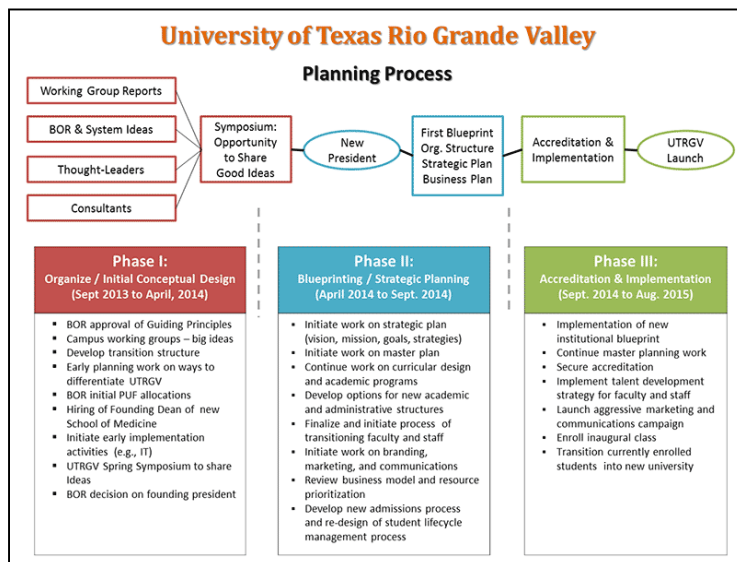 University of Texas Rio Grande Valley
Planning Process
Working Group Reports
BOR & System Ideas
Thought-Leaders
Consultants
Symposium:
Opportunity
to Share
Good Ideas
New
President
First Blueprint
Org. Structure
Strategic Plan
Business Plan
Accreditation &
Implementation
UTRGV
Launch
Phase I:
Organize / Initial Conceptual Design
(Sept 2013 to April, 2014)
▪ BOR approval of Guiding Principles
▪ Campus working groups – big ideas
▪ Develop transition structure
▪ Early planning work on ways to
differentiate UTRGV
▪ BOR initial PUF allocations
▪ Hiring of Founding Dean of new
School of Medicine
▪ Initiate early implementation
activities (e.g., IT)
▪ UTRGV Spring Symposium to share
Ideas
▪ BOR decision on founding president
Phase II:
Blueprinting / Strategic Planning
(April 2014 to Sept. 2014)
▪ Initiate work on strategic plan
(vision, mission, goals, strategies)
▪ Initiate work on master plan
▪ Continue work on curricular design
and academic programs
▪ Develop options for new academic
and administrative structures
▪ Finalize and initiate process of
transitioning faculty and staff
▪ Initiate work on branding,
marketing, and communications
▪ Review business model and resource
prioritization
▪ Develop new admissions process
and re-design of student lifecycle
management process
Phase III:
Accreditation & Implementation
(Sept. 2014 to Aug. 2015)
▪ Implementation of new
institutional blueprint
▪ Continue master planning work
▪ Secure accreditation
▪ Implement talent development
strategy for faculty and staff
▪ Launch aggressive marketing and
communications campaign
▪ Enroll inaugural class
▪ Transition currently enrolled
students into new university